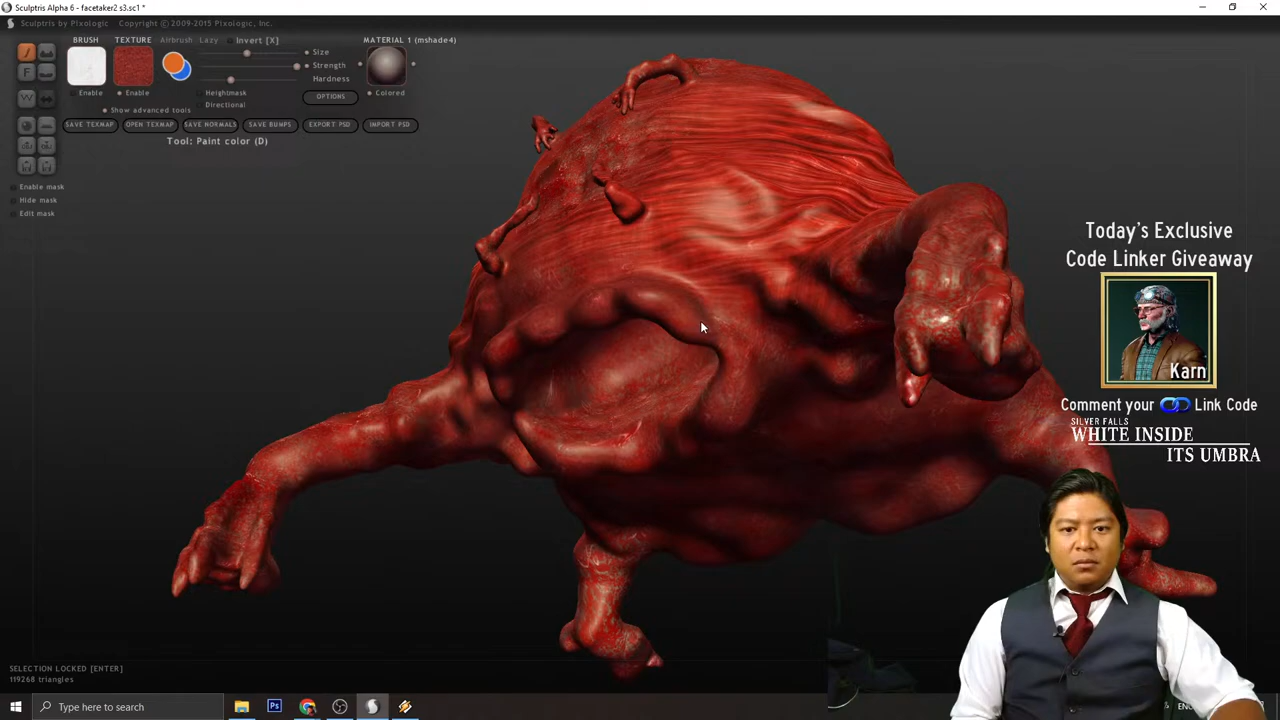 Sculptris Alpha 6 - facetaker2 s3.sc1 *
Sculptris by Pixologic Copyright © 2009-2015 Pixologic, Inc.
BRUSH TEXTURE Airbrush Lazy Invert [X] MATERIAL 1 (mshade4)
Size
Strength
Hardness
Enable Enable Heightmask Colored
OPTIONS
Directional
Show advanced tools
SAVE TEXMAP OPEN TEXMAP SAVE NORMALS SAVE BUMPS EXPORT PSD IMPORT PSD
Tool: Paint color (D)
Enable mask
Hide mask
Edit mask
Today's Exclusive
Code Linker Giveaway
Karn
Comment your Link Code
SILVER FALLS
WHITE INSIDE
ITS UMBRA
SELECTION LOCKED [ENTER]
119268 triangles
Type here to search